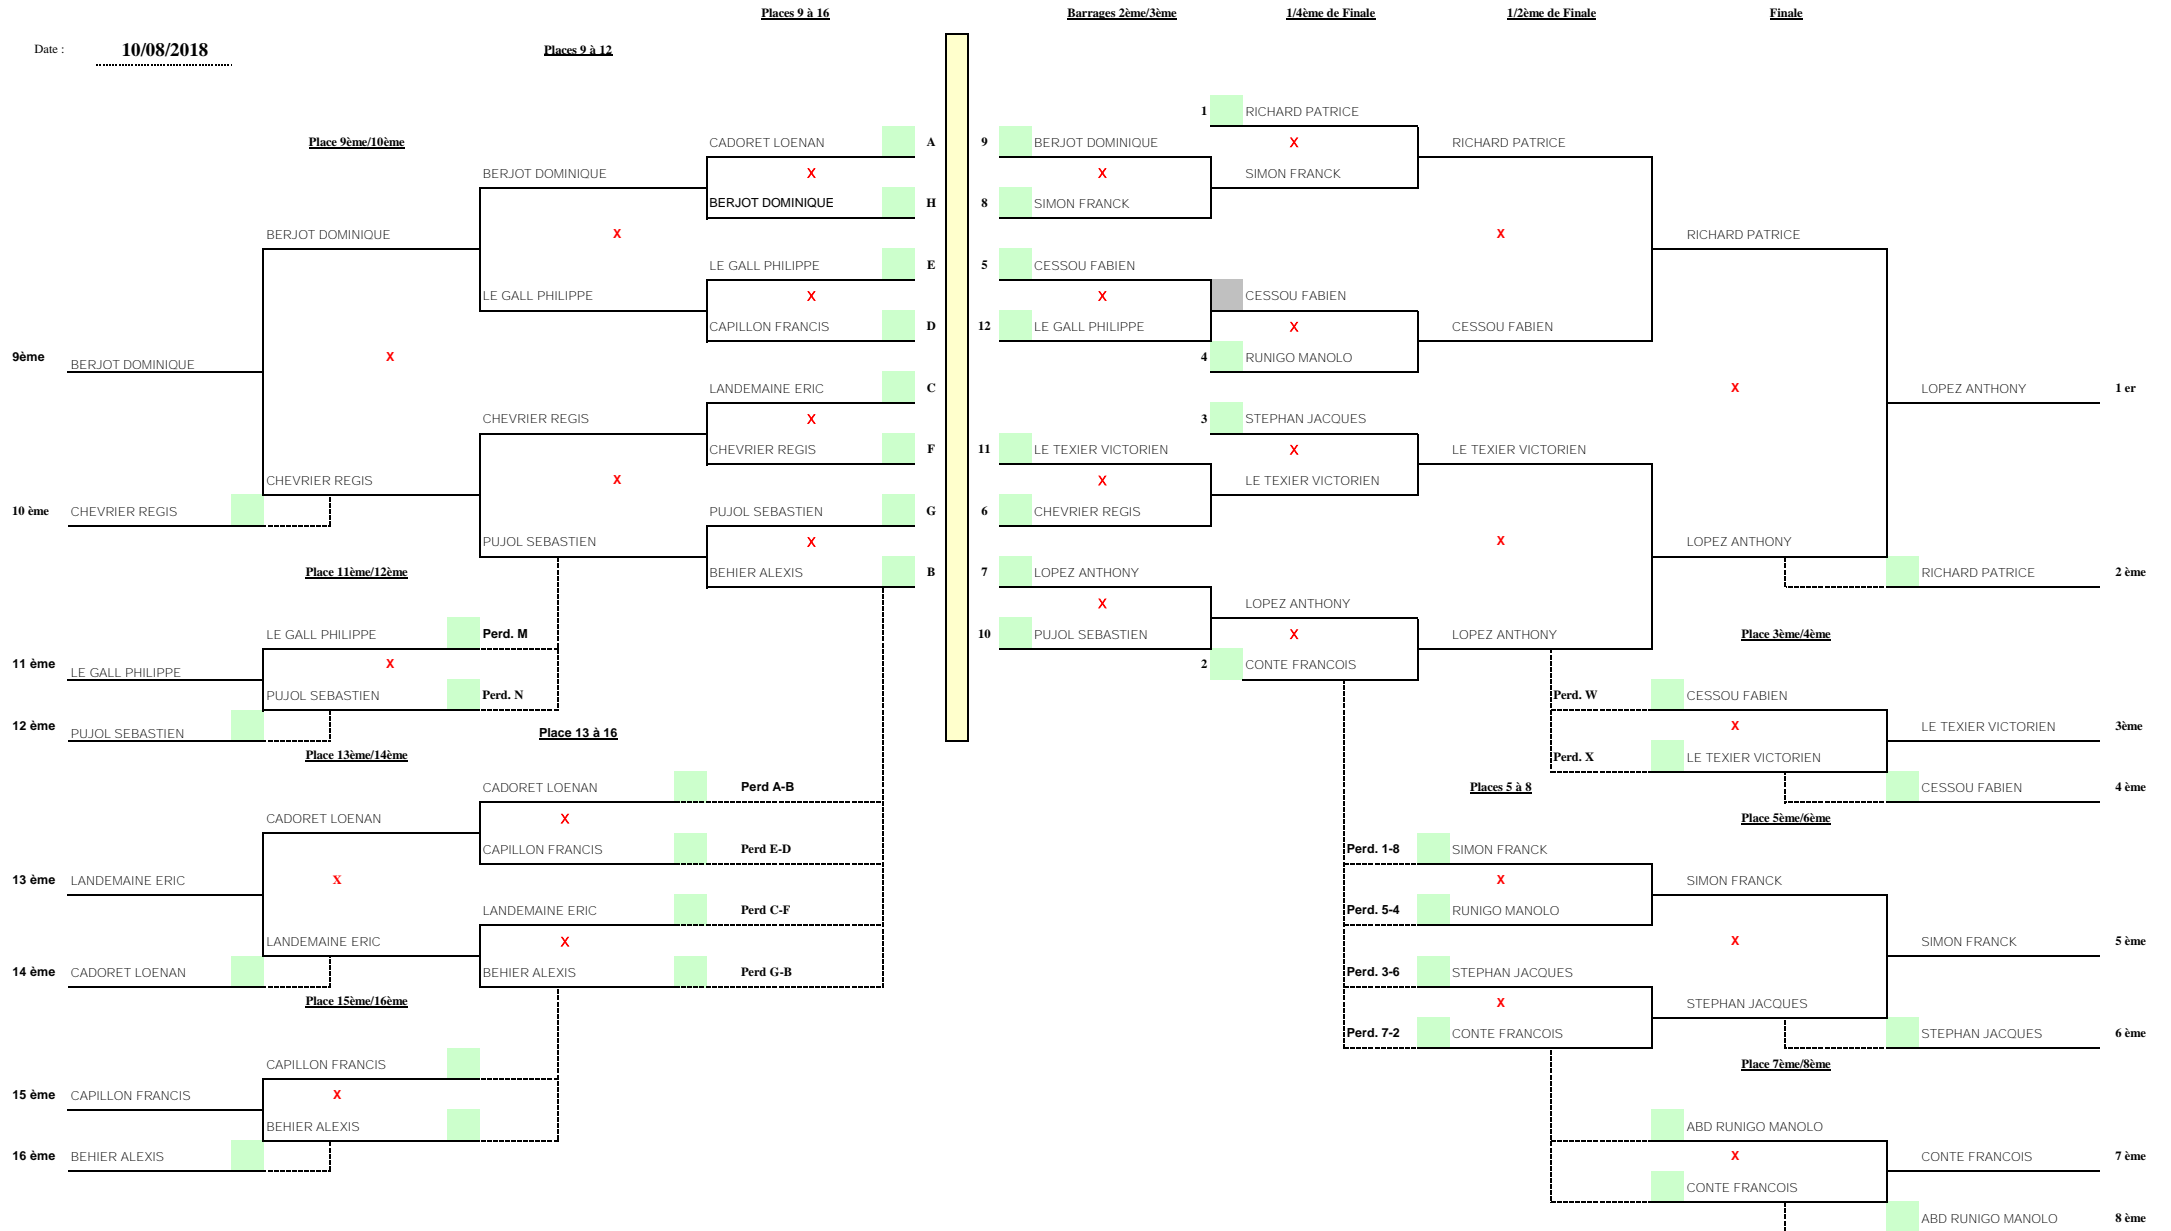 Places 9 à 16
Barrages 2ème/3ème
1/4ème de Finale
1/2ème de Finale
Finale
Date :
10/08/2018
Places 9 à 12
Place 9ème/10ème
CADORET LOENAN
A
BERJOT DOMINIQUE
X
BERJOT DOMINIQUE
H
BERJOT DOMINIQUE
X
LE GALL PHILIPPE
E
LE GALL PHILIPPE
X
CAPILLON FRANCIS
D
9ème
BERJOT DOMINIQUE
X
LANDEMAINE ERIC
C
CHEVRIER REGIS
X
CHEVRIER REGIS
F
CHEVRIER REGIS
X
10 ème
CHEVRIER REGIS
PUJOL SEBASTIEN
G
PUJOL SEBASTIEN
X
BEHIER ALEXIS
B
Place 11ème/12ème
LE GALL PHILIPPE
Perd. M
11 ème
LE GALL PHILIPPE
X
PUJOL SEBASTIEN
Perd. N
12 ème
PUJOL SEBASTIEN
Place 13 à 16
Place 13ème/14ème
CADORET LOENAN
Perd A-B
CADORET LOENAN
X
CAPILLON FRANCIS
Perd E-D
13 ème
LANDEMAINE ERIC
X
LANDEMAINE ERIC
Perd C-F
LANDEMAINE ERIC
X
14 ème
CADORET LOENAN
BEHIER ALEXIS
Perd G-B
Place 15ème/16ème
CAPILLON FRANCIS
15 ème
CAPILLON FRANCIS
X
BEHIER ALEXIS
16 ème
BEHIER ALEXIS
1
RICHARD PATRICE
9
BERJOT DOMINIQUE
X
RICHARD PATRICE
X
SIMON FRANCK
8
SIMON FRANCK
X
RICHARD PATRICE
5
CESSOU FABIEN
X
CESSOU FABIEN
12
LE GALL PHILIPPE
X
CESSOU FABIEN
4
RUNIGO MANOLO
X
LOPEZ ANTHONY
1 er
3
STEPHAN JACQUES
11
LE TEXIER VICTORIEN
X
LE TEXIER VICTORIEN
X
LE TEXIER VICTORIEN
6
CHEVRIER REGIS
X
LOPEZ ANTHONY
7
LOPEZ ANTHONY
RICHARD PATRICE
2 ème
X
LOPEZ ANTHONY
10
PUJOL SEBASTIEN
X
LOPEZ ANTHONY
Place 3ème/4ème
2
CONTE FRANCOIS
Perd. W
CESSOU FABIEN
X
LE TEXIER VICTORIEN
3ème
Perd. X
LE TEXIER VICTORIEN
Places 5 à 8
CESSOU FABIEN
4 ème
Place 5ème/6ème
Perd. 1-8
SIMON FRANCK
X
SIMON FRANCK
Perd. 5-4
RUNIGO MANOLO
X
SIMON FRANCK
5 ème
Perd. 3-6
STEPHAN JACQUES
X
STEPHAN JACQUES
Perd. 7-2
CONTE FRANCOIS
STEPHAN JACQUES
6 ème
Place 7ème/8ème
ABD RUNIGO MANOLO
X
CONTE FRANCOIS
7 ème
CONTE FRANCOIS
ABD RUNIGO MANOLO
8 ème